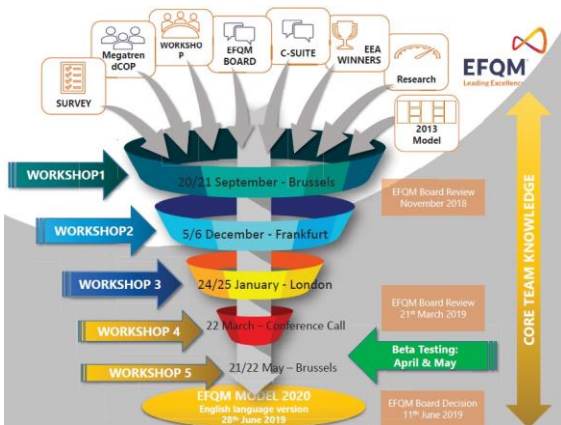 SURVEY
Megatren
dCOP
WORKSHO
P
EFQM
BOARD
C-SUITE
EEA
WINNERS
Research
2013
Model
EFQM
Leading Excellence
WORKSHOP1
20/21 September - Brussels
EFQM Board Review
November 2018
WORKSHOP2
5/6 December - Frankfurt
WORKSHOP 3
24/25 January - London
EFQM Board Review
21st March 2019
WORKSHOP 4
22 March – Conference Call
Beta Testing:
April & May
WORKSHOP 5
21/22 May – Brussels
EFQM MODEL 2020
English language version
28th June 2019
EFQM Board Decision
11th June 2019
CORE TEAM KNOWLEDGE